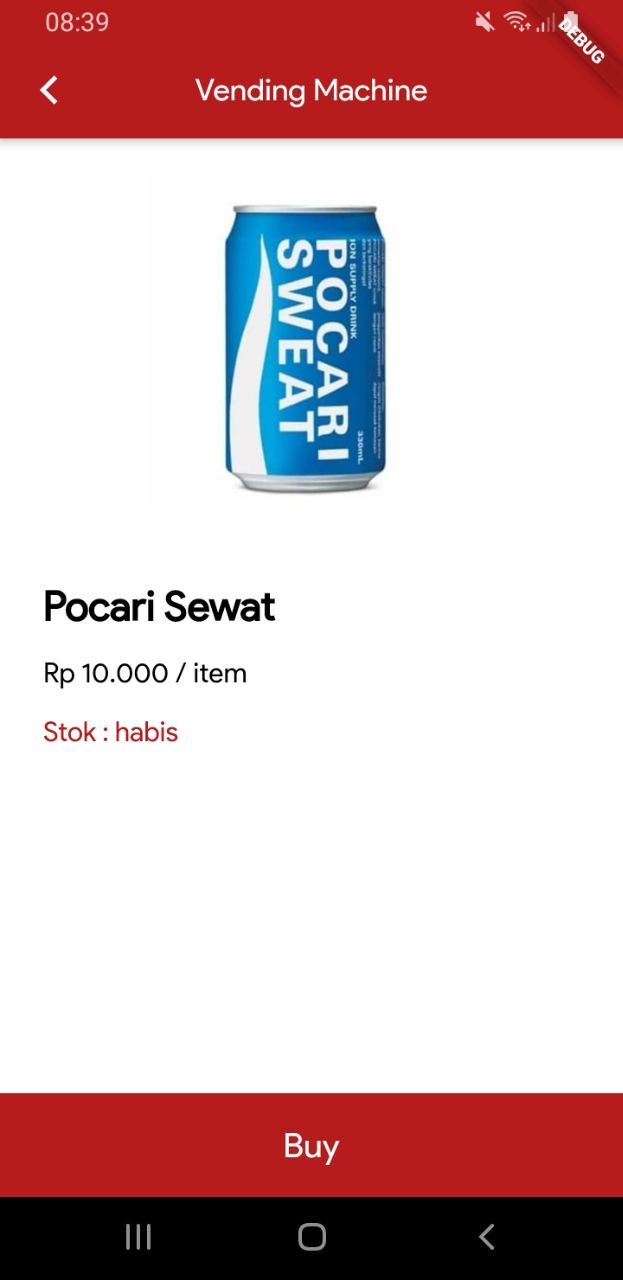 08:39
DEBUG
Vending Machine
POCARI
SWEAT
ION SUPPLY DRINK
330mL
Pocari Sewat
Rp 10.000 / item
Stok : habis
Buy